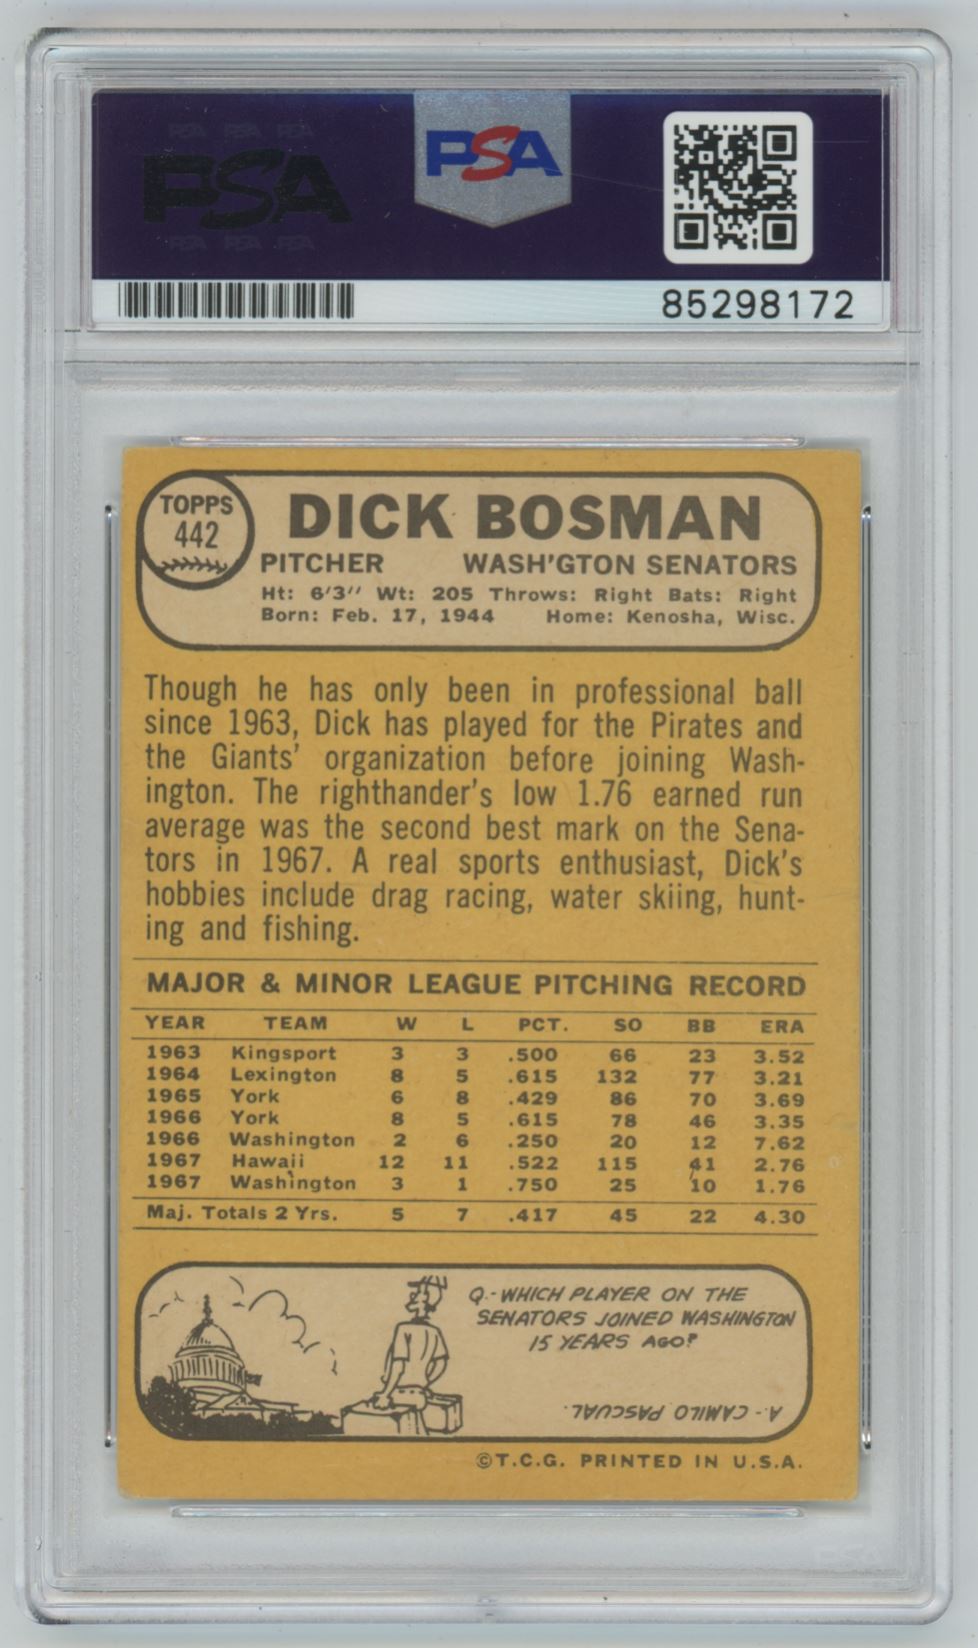 PSA PSA PSA
PSA
PSA PSA PSA
PSA
85298172
TOPPS
442
DICK BOSMAN
PITCHER WASH'GTON SENATORS
Ht: 6'3" Wt: 205 Throws: Right Bats: Right
Born: Feb. 17, 1944 Home: Kenosha, Wisc.
Though he has only been in professional ball
since 1963, Dick has played for the Pirates and
the Giants' organization before joining Wash-
ington. The righthander's low 1.76 earned run
average was the second best mark on the Sena-
tors in 1967. A real sports enthusiast, Dick's
hobbies include drag racing, water skiing, hunt-
ing and fishing.
MAJOR & MINOR LEAGUE PITCHING RECORD
YEAR TEAM W L PCT. SO BB ERA
1963 Kingsport 3 3 .500 66 23 3.52
1964 Lexington 8 5 .615 132 77 3.21
1965 York 6 8 .429 86 70 3.69
1966 York 8 5 .615 78 46 3.35
1966 Washington 2 6 .250 20 12 7.62
1967 Hawaii 12 11 .522 115 41 2.76
1967 Washington 3 1 .750 25 10 1.76
Maj. Totals 2 Yrs. 5 7 .417 45 22 4.30
Q.- WHICH PLAYER ON THE
SENATORS JOINED WASHINGTON
15 YEARS AGO?
A.- CAMILO PASCUAL.
©T.C.G. PRINTED IN U.S.A.
PSA